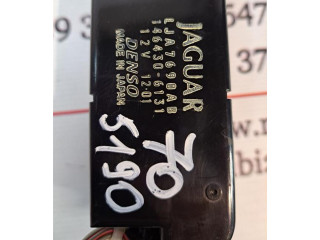 JAGUAR
LJA7690AB
146430-6131
12V 12.01
DENSO
MADE IN JAPAN
70
5190